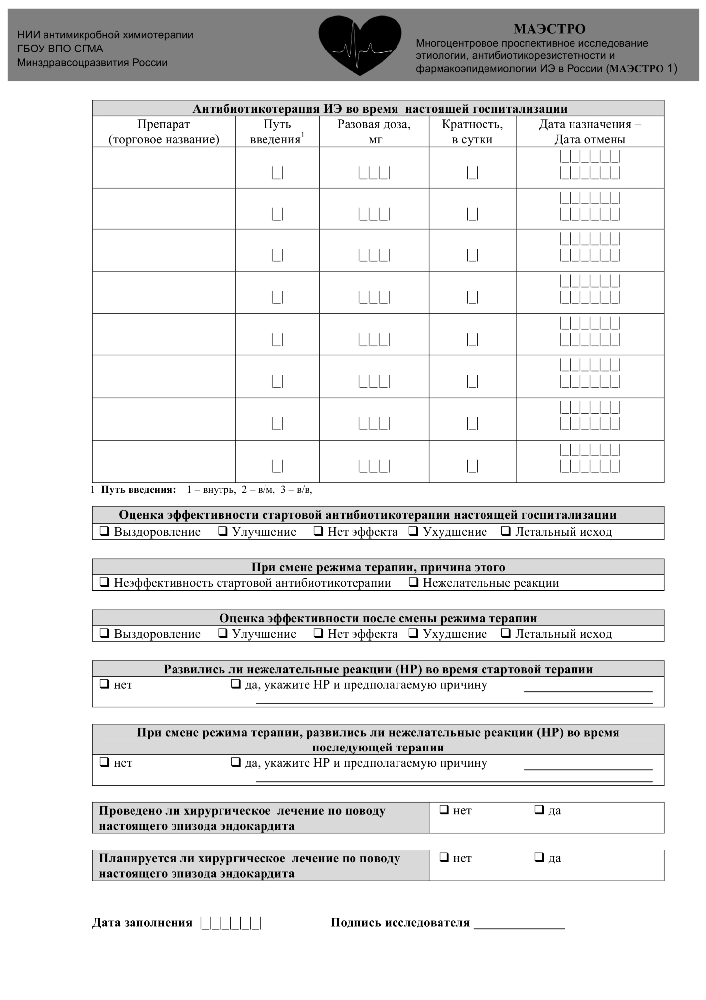 НИИ антимикробной химиотерапии
ГБОУ ВПО СГМА
Минздравсоцразвития России
МАЭСТРО
Многоцентровое проспективное исследование
этиологии, антибиотикорезистетности и
фармакоэпидемиологии ИЭ в России (МАЭСТРО 1)
Антибиотикотерапия ИЭ во время настоящей госпитализации
Препарат (торговое название) Путь введения1 Разовая доза, мг Кратность, в сутки Дата назначения – Дата отмены
|_|_|_|_|_|_|
|_| |_|_|_| |_| |_|_|_|_|_|_|
|_|_|_|_|_|_|
|_| |_|_|_| |_| |_|_|_|_|_|_|
|_|_|_|_|_|_|
|_| |_|_|_| |_| |_|_|_|_|_|_|
|_|_|_|_|_|_|
|_| |_|_|_| |_| |_|_|_|_|_|_|
|_|_|_|_|_|_|
|_| |_|_|_| |_| |_|_|_|_|_|_|
|_|_|_|_|_|_|
|_| |_|_|_| |_| |_|_|_|_|_|_|
|_|_|_|_|_|_|
|_| |_|_|_| |_| |_|_|_|_|_|_|
|_|_|_|_|_|_|
|_| |_|_|_| |_| |_|_|_|_|_|_|
1 Путь введения: 1 – внутрь, 2 – в/м, 3 – в/в,
Оценка эффективности стартовой антибиотикотерапии настоящей госпитализации
❑ Выздоровление ❑ Улучшение ❑ Нет эффекта ❑ Ухудшение ❑ Летальный исход
При смене режима терапии, причина этого
❑ Неэффективность стартовой антибиотикотерапии ❑ Нежелательные реакции
Оценка эффективности после смены режима терапии
❑ Выздоровление ❑ Улучшение ❑ Нет эффекта ❑ Ухудшение ❑ Летальный исход
Развились ли нежелательные реакции (НР) во время стартовой терапии
❑ нет ❑ да, укажите НР и предполагаемую причину
При смене режима терапии, развились ли нежелательные реакции (НР) во время
последующей терапии
❑ нет ❑ да, укажите НР и предполагаемую причину
Проведено ли хирургическое лечение по поводу ❑ нет ❑ да
настоящего эпизода эндокардита
Планируется ли хирургическое лечение по поводу ❑ нет ❑ да
настоящего эпизода эндокардита
Дата заполнения |_|_|_|_|_|_| Подпись исследователя ______________